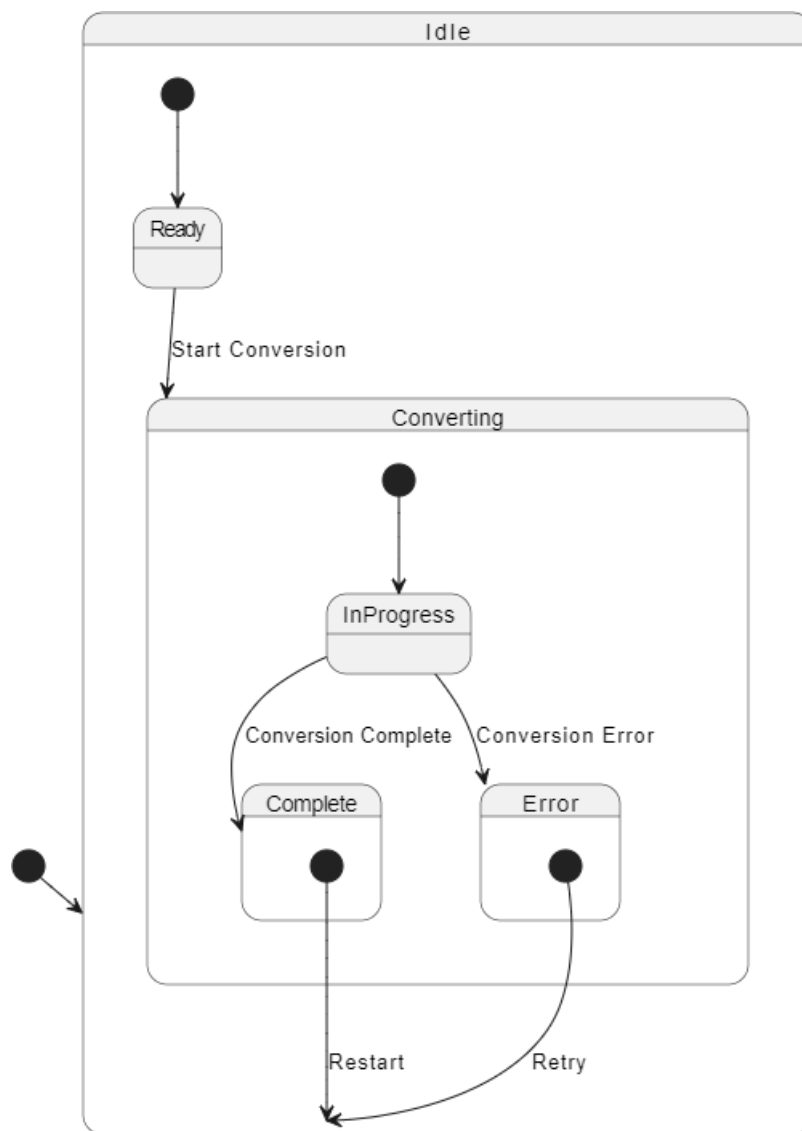 Idle
Ready
Start Conversion
Converting
InProgress
Conversion Complete
Conversion Error
Complete
Error
Restart
Retry